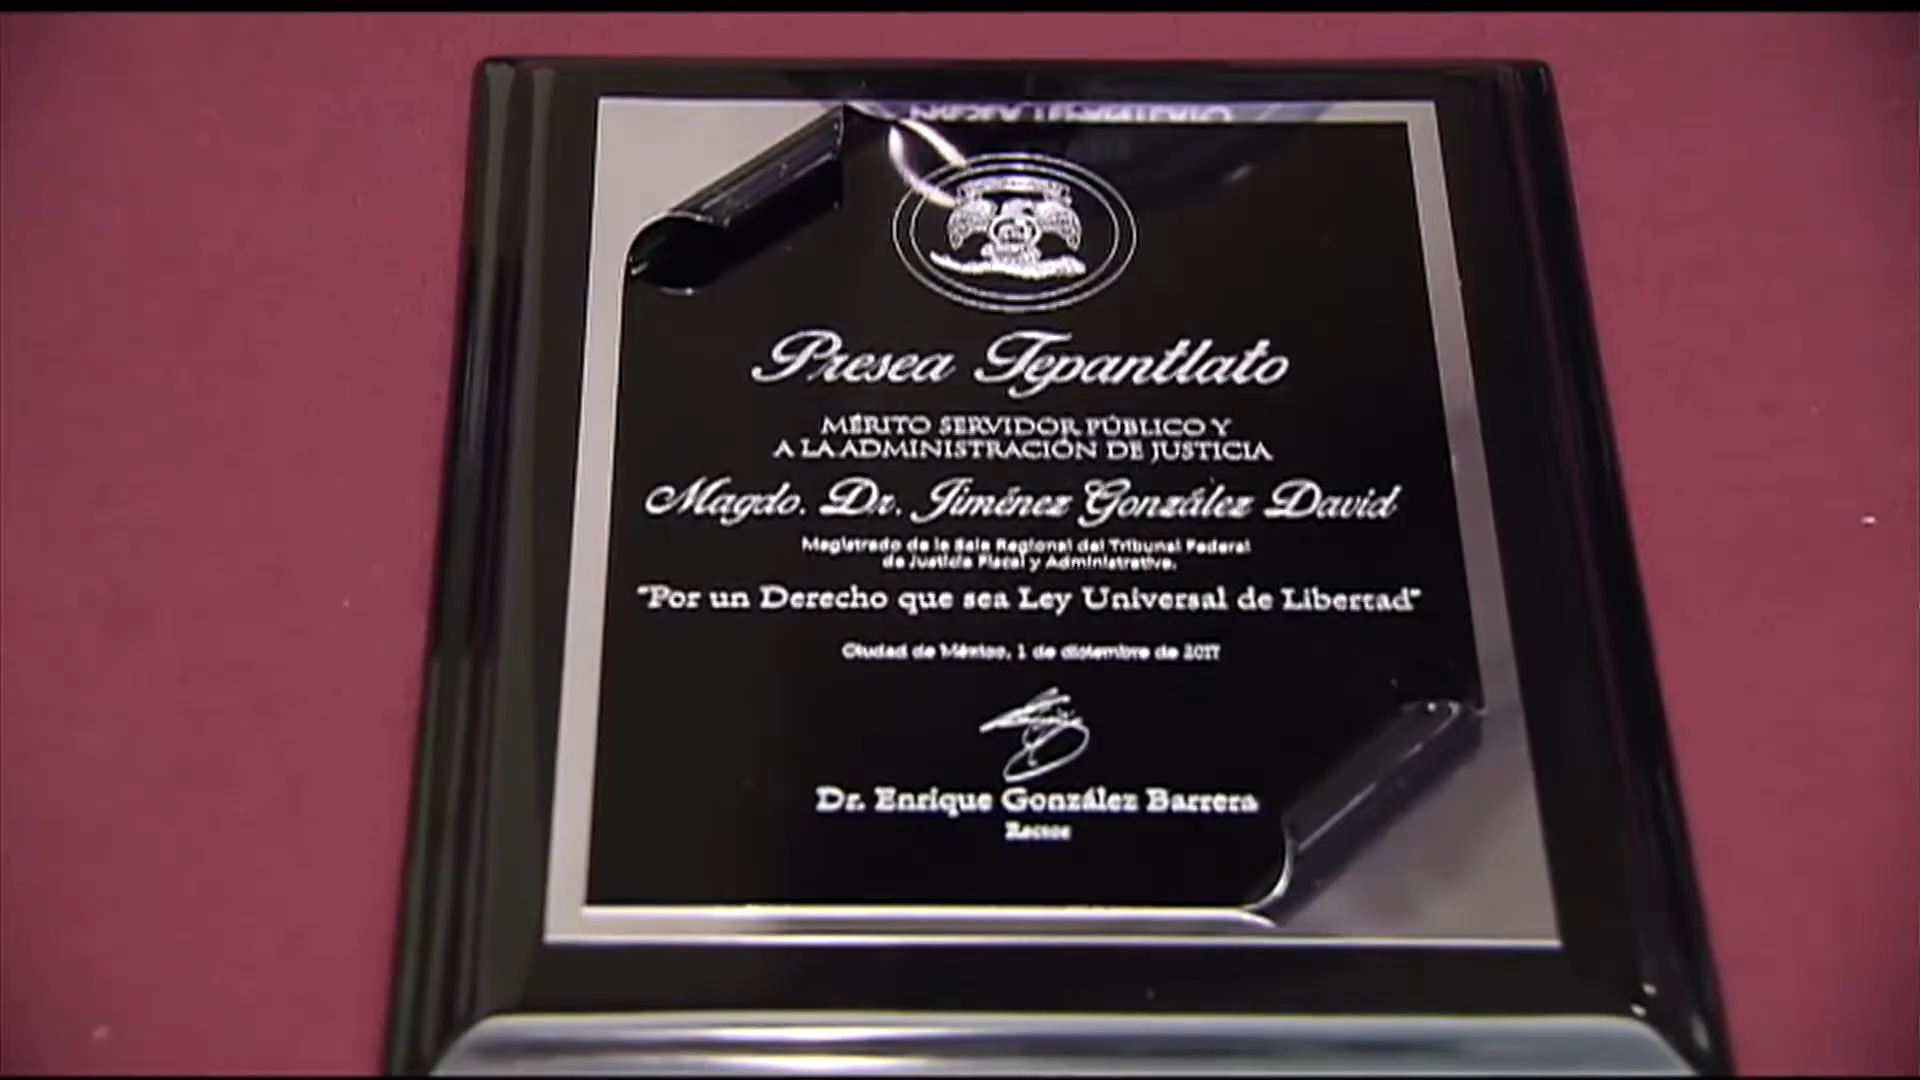 Presea Tepantlato
MÉRITO SERVIDOR PÚBLICO Y
A LA ADMINISTRACIÓN DE JUSTICIA
Magdo. Dr. Jiménez González David
Magistrado de la Sala Regional del Tribunal Federal
de Justicia Fiscal y Administrativa.
"Por un Derecho que sea Ley Universal de Libertad"
Ciudad de México, 1 de diciembre de 2017
Dr. Enrique González Barrera
Rector